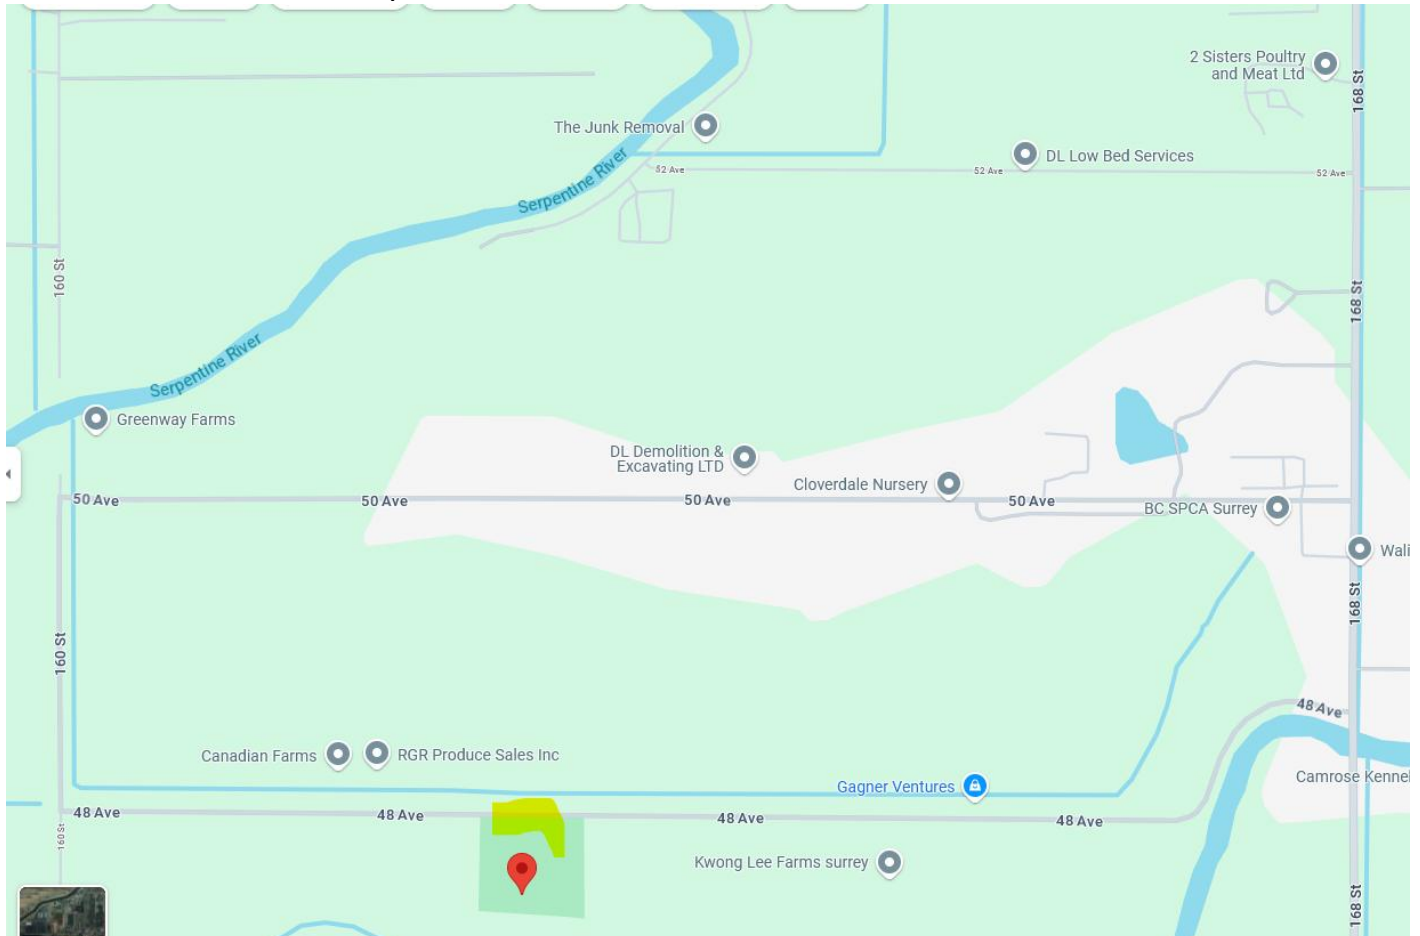 2 Sisters Poultry
and Meat Ltd
168 St
The Junk Removal
DL Low Bed Services
52 Ave
52 Ave
52 Ave
Serpentine River
160 St
168 St
Serpentine River
Greenway Farms
DL Demolition &
Excavating LTD
Cloverdale Nursery
50 Ave
50 Ave
50 Ave
50 Ave
BC SPCA Surrey
Wali
168 St
160 St
48 Ave
Canadian Farms
RGR Produce Sales Inc
Gagner Ventures
Camrose Kennel
48 Ave
48 Ave
48 Ave
48 Ave
160 St
Kwong Lee Farms surrey
168 St